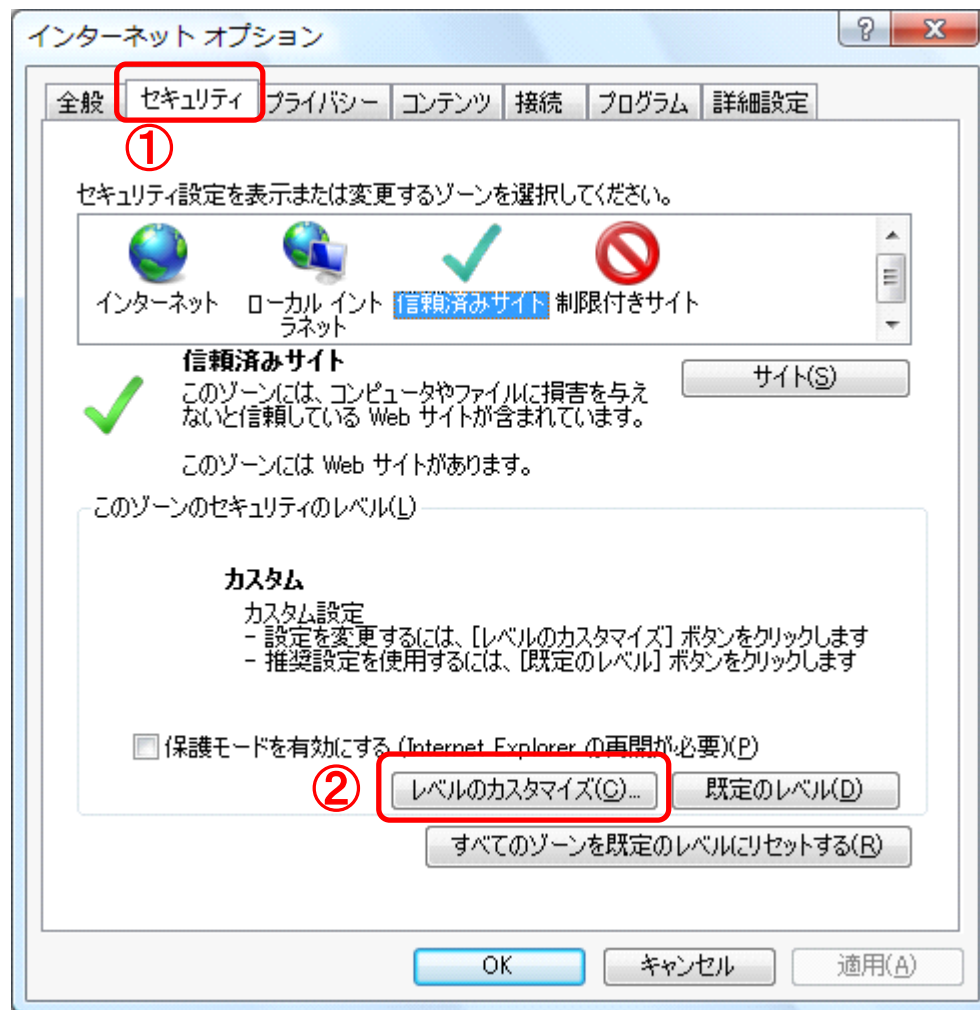 インターネット オプション
全般 セキュリティ プライバシー コンテンツ 接続 プログラム 詳細設定
①
セキュリティ設定を表示または変更するゾーンを選択してください。
インターネット ローカル イント 信頼済みサイト 制限付きサイト
ラネット
信頼済みサイト
サイト(S)
このゾーンには、コンピュータやファイルに損害を与え
ないと信頼している Web サイトが含まれています。
このゾーンには Web サイトがあります。
このゾーンのセキュリティのレベル(L)
カスタム
カスタム設定
- 設定を変更するには、[レベルのカスタマイズ] ボタンをクリックします
- 推奨設定を使用するには、[既定のレベル] ボタンをクリックします
保護モードを有効にする (Internet Explorer の再開が必要)(P)
② レベルのカスタマイズ(C)... 既定のレベル(D)
すべてのゾーンを既定のレベルにリセットする(R)
OK キャンセル 適用(A)